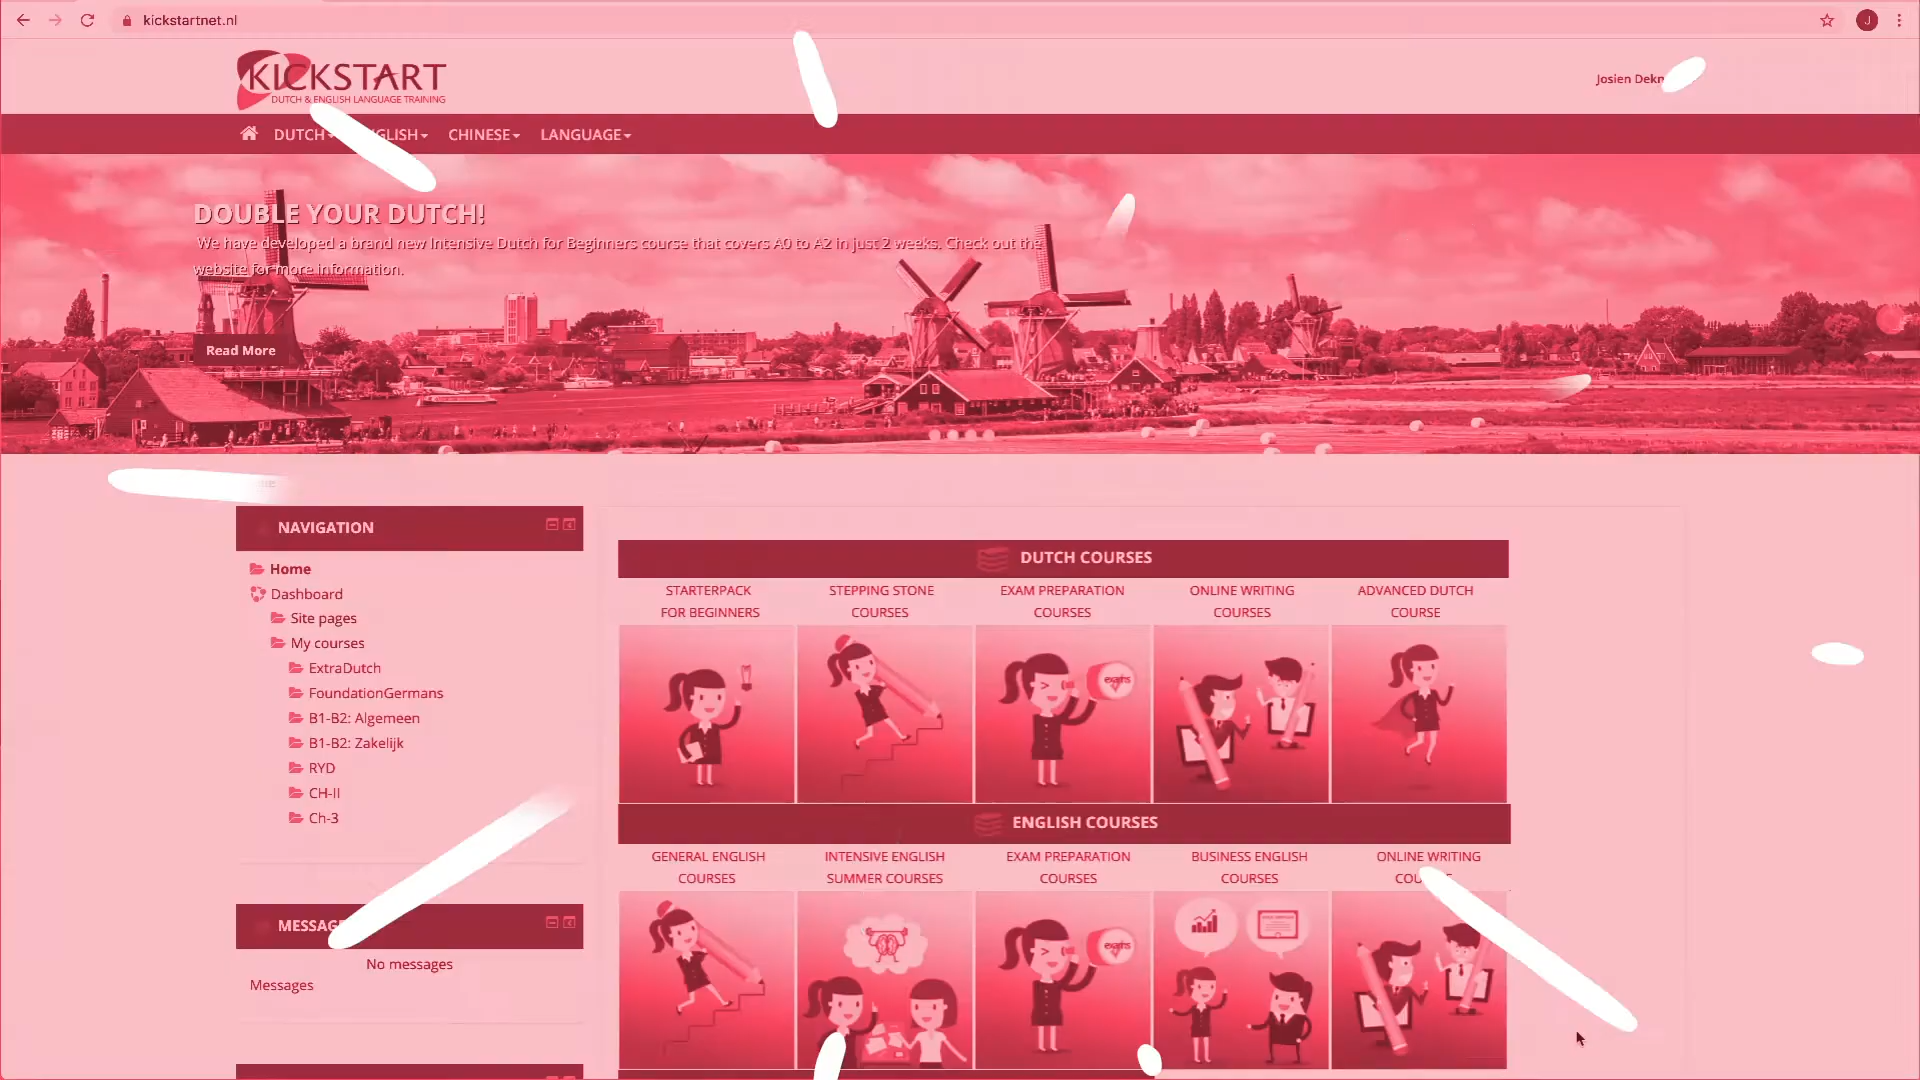 kickstartnet.nl
J
KICKSTART
DUTCH & ENGLISH LANGUAGE TRAINING
Josien
DUTCH CHINESE LANGUAGE
DOUBLE YOUR DUTCH!
We have developed a brand new Intensive Dutch for Beginners course that covers A0 to A2 in just 2 weeks. Check out the
website for more information.
Read More
NAVIGATION
Home
Dashboard
Site pages
My courses
ExtraDutch
FoundationGermans
B1-B2: Algemeen
B1-B2: Zakelijk
RYD
CH-II
Ch-3
No messages
Messages
DUTCH COURSES
STARTERPACK
FOR BEGINNERS
STEPPING STONE
COURSES
EXAM PREPARATION
COURSES
ONLINE WRITING
COURSES
ADVANCED DUTCH
COURSE
exams
ENGLISH COURSES
GENERAL ENGLISH
COURSES
INTENSIVE ENGLISH
SUMMER COURSES
EXAM PREPARATION
COURSES
BUSINESS ENGLISH
COURSES
ONLINE WRITING
exams